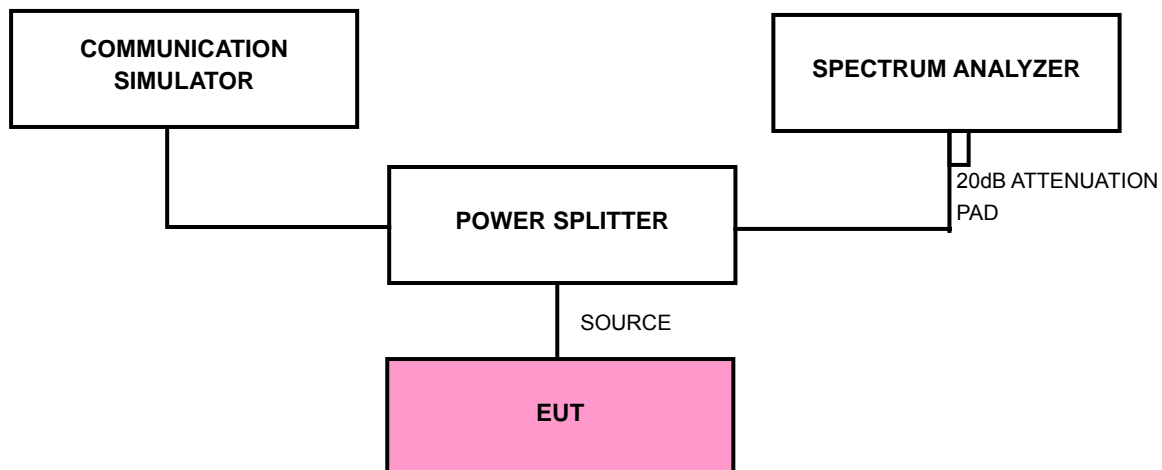 COMMUNICATION
SIMULATOR
SPECTRUM ANALYZER
20dB ATTENUATION
PAD
POWER SPLITTER
SOURCE
EUT